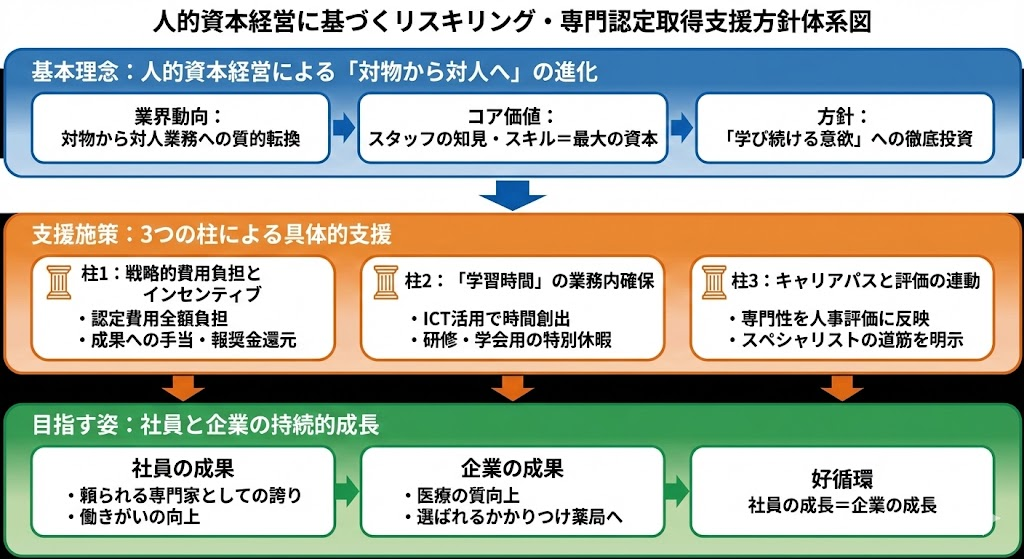 人的資本経営に基づくリスキリング・専門認定取得支援方針体系図
基本理念：人的資本経営による「対物から対人へ」の進化
業界動向：
対物から対人業務への質的転換
コア価値：
スタッフの知見・スキル＝最大の資本
方針：
「学び続ける意欲」への徹底投資
支援施策：3つの柱による具体的支援
柱1：戦略的費用負担と
インセンティブ
・認定費用全額負担
・成果への手当・報奨金還元
柱2：「学習時間」の業務内確保
・ICT活用で時間創出
・研修・学会用の特別休暇
柱3：キャリアパスと評価の連動
・専門性を人事評価に反映
・スペシャリストの道筋を明示
目指す姿：社員と企業の持続的成長
社員の成果
・頼られる専門家としての誇り
・働きがいの向上
企業の成果
・医療の質向上
・選ばれるかかりつけ薬局へ
好循環
社員の成長＝企業の成長